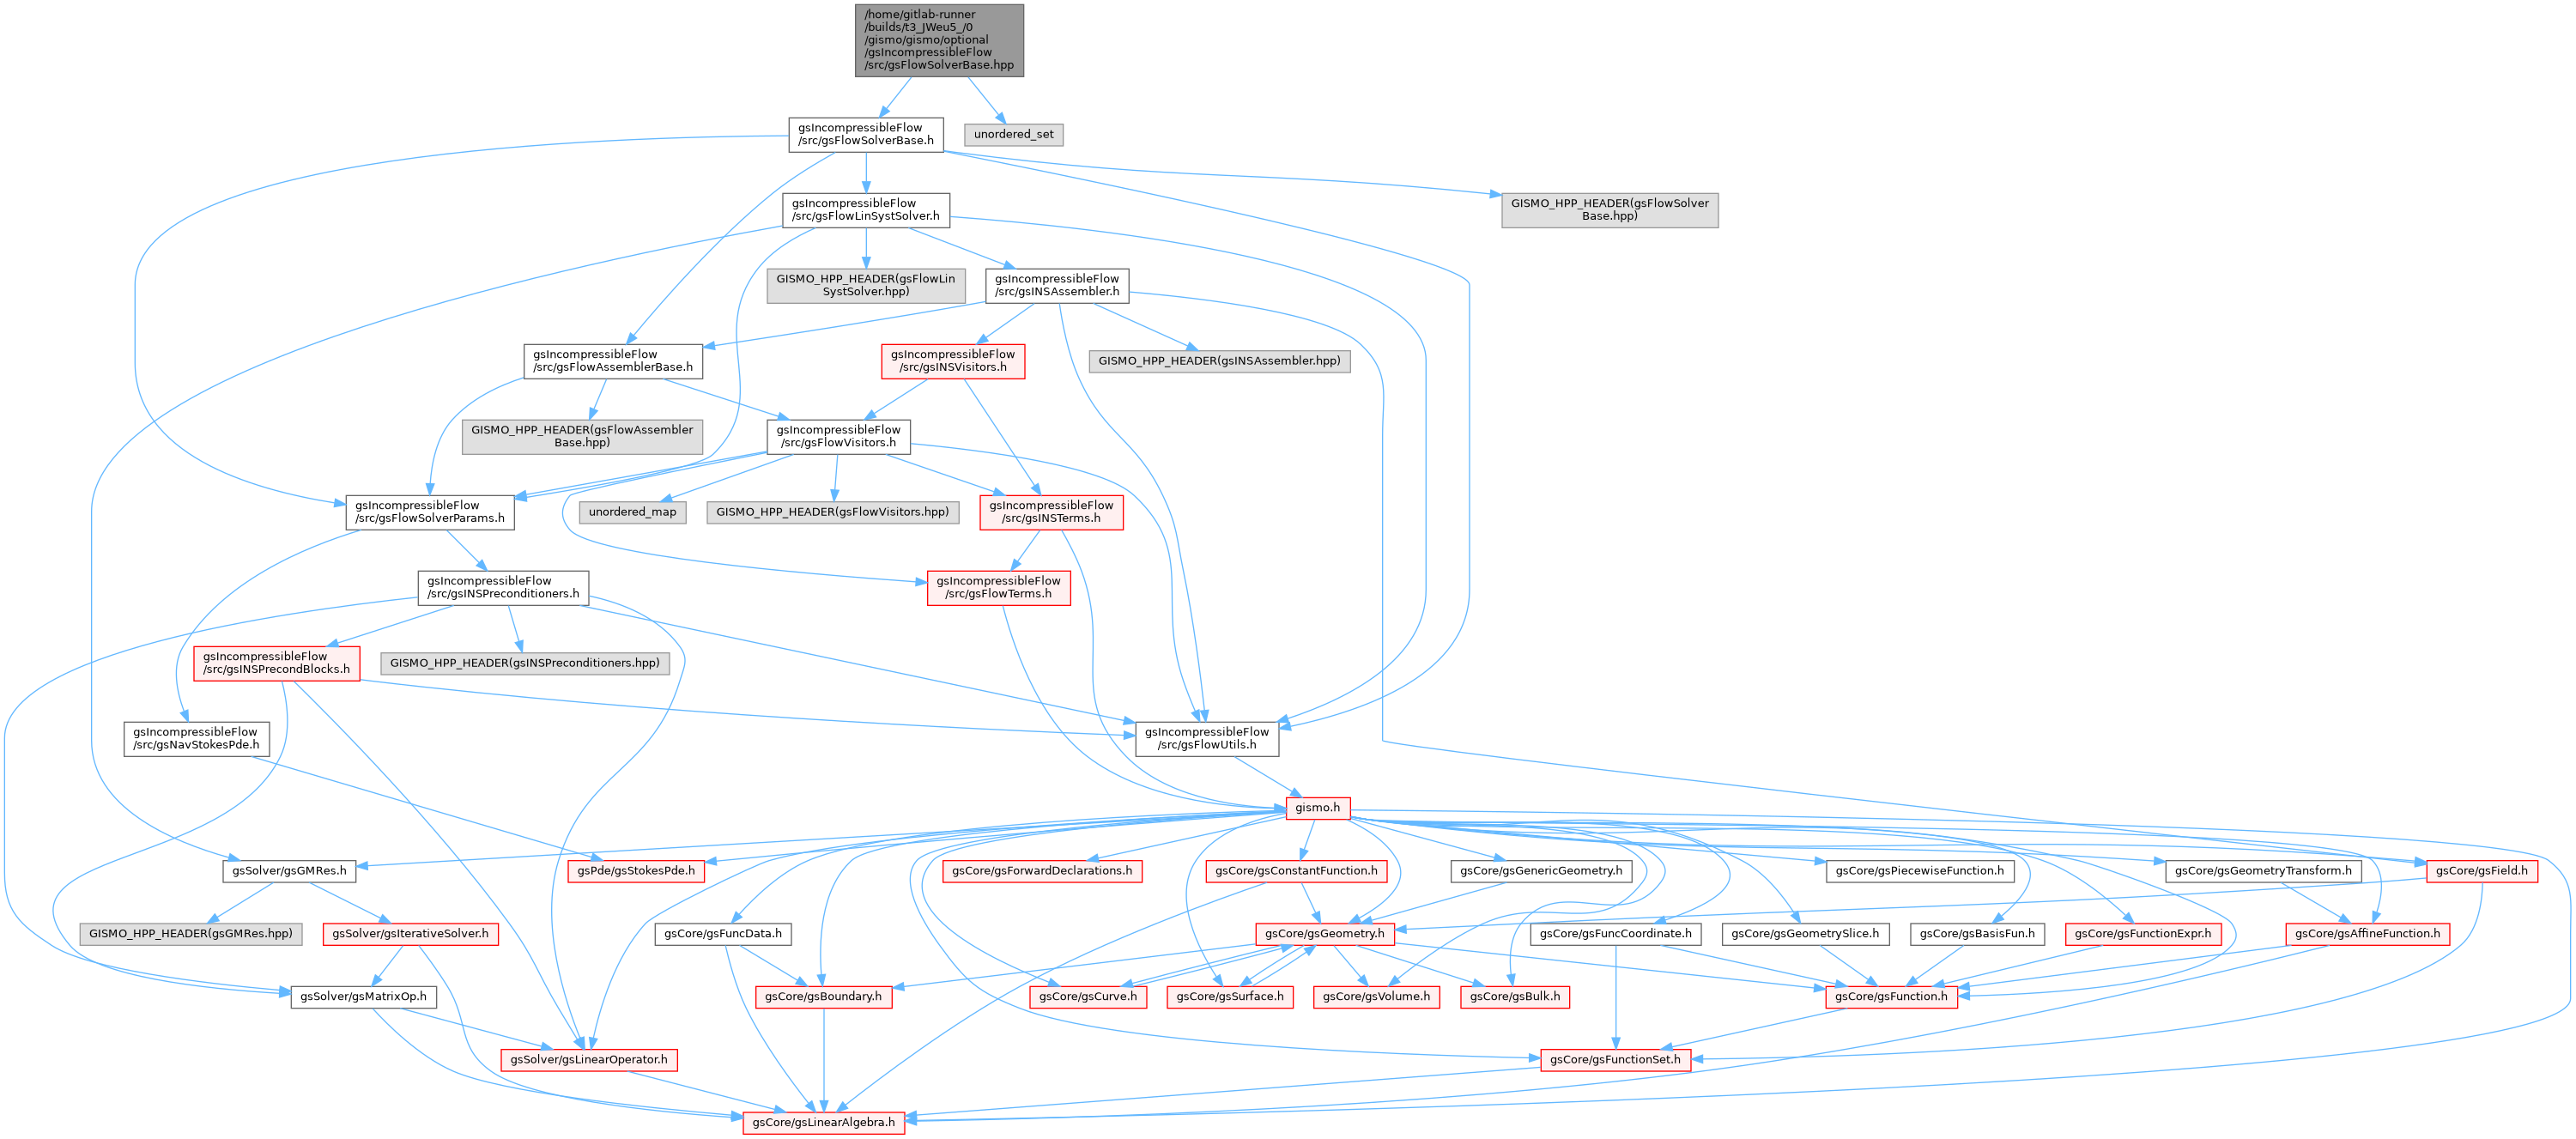 /home/gitlab-runner
/builds/t3_JWeu5_/0
/gismo/gismo/optional
/gsIncompressibleFlow
/src/gsFlowSolverBase.hpp
gsIncompressibleFlow
/src/gsFlowSolverBase.h
unordered_set
gsIncompressibleFlow
/src/gsFlowLinSystSolver.h
GISMO_HPP_HEADER(gsFlowSolver
Base.hpp)
GISMO_HPP_HEADER(gsFlowLin
SystSolver.hpp)
gsIncompressibleFlow
/src/gsINSAssembler.h
gsIncompressibleFlow
/src/gsFlowAssemblerBase.h
gsIncompressibleFlow
/src/gsINSVisitors.h
GISMO_HPP_HEADER(gsINSAssembler.hpp)
GISMO_HPP_HEADER(gsFlowAssembler
Base.hpp)
gsIncompressibleFlow
/src/gsFlowVisitors.h
gsIncompressibleFlow
/src/gsFlowSolverParams.h
unordered_map
GISMO_HPP_HEADER(gsFlowVisitors.hpp)
gsIncompressibleFlow
/src/gsINSTerms.h
gsIncompressibleFlow
/src/gsINSPreconditioners.h
gsIncompressibleFlow
/src/gsFlowTerms.h
gsIncompressibleFlow
/src/gsINSPrecondBlocks.h
GISMO_HPP_HEADER(gsINSPreconditioners.hpp)
gsIncompressibleFlow
/src/gsNavStokesPde.h
gsIncompressibleFlow
/src/gsFlowUtils.h
gismo.h
gsSolver/gsGMRes.h
gsPde/gsStokesPde.h
gsCore/gsForwardDeclarations.h
gsCore/gsConstantFunction.h
gsCore/gsGenericGeometry.h
gsCore/gsPiecewiseFunction.h
gsCore/gsGeometryTransform.h
gsCore/gsField.h
GISMO_HPP_HEADER(gsGMRes.hpp)
gsSolver/gsIterativeSolver.h
gsCore/gsFuncData.h
gsCore/gsGeometry.h
gsCore/gsFuncCoordinate.h
gsCore/gsGeometrySlice.h
gsCore/gsBasisFun.h
gsCore/gsFunctionExpr.h
gsCore/gsAffineFunction.h
gsSolver/gsMatrixOp.h
gsCore/gsBoundary.h
gsCore/gsCurve.h
gsCore/gsSurface.h
gsCore/gsVolume.h
gsCore/gsBulk.h
gsCore/gsFunction.h
gsSolver/gsLinearOperator.h
gsCore/gsFunctionSet.h
gsCore/gsLinearAlgebra.h